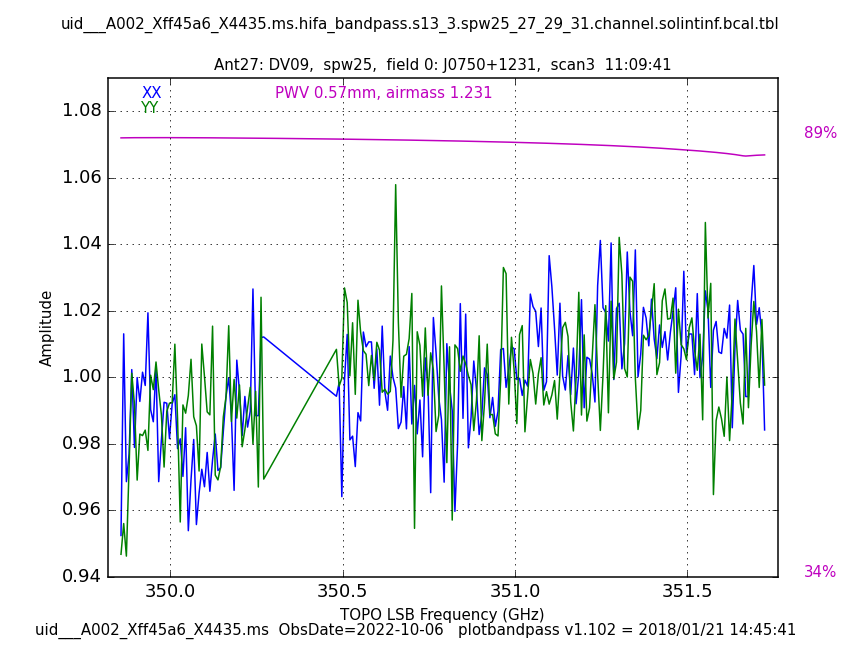 uid___A002_Xff45a6_X4435.ms.hifa_bandpass.s13_3.spw25_27_29_31.channel.solintinf.bcal.tbl
Ant27: DV09,  spw25,  field 0: J0750+1231,  scan3  11:09:41
XX
YY
PWV 0.57mm, airmass 1.231
89%
34%
1.08
1.06
1.04
1.02
1.00
0.98
0.96
0.94
Amplitude
350.0
350.5
351.0
351.5
TOPO LSB Frequency (GHz)
uid___A002_Xff45a6_X4435.ms  ObsDate=2022-10-06   plotbandpass v1.102 = 2018/01/21 14:45:41